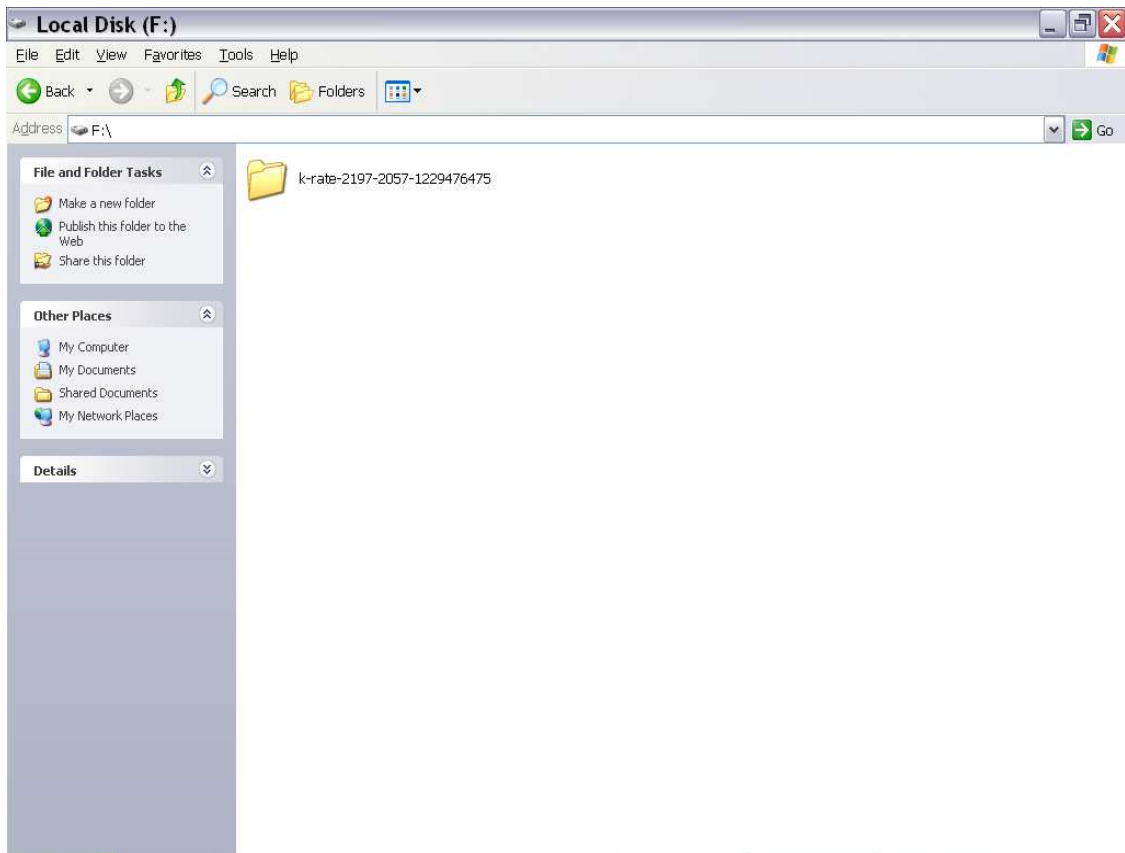 Local Disk (F:)
File Edit View Favorites Tools Help
Back Search Folders
Address F:\ Go
File and Folder Tasks
Make a new folder
Publish this folder to the
Web
Share this folder
Other Places
My Computer
My Documents
Shared Documents
My Network Places
Details
k-rate-2197-2057-1229476475